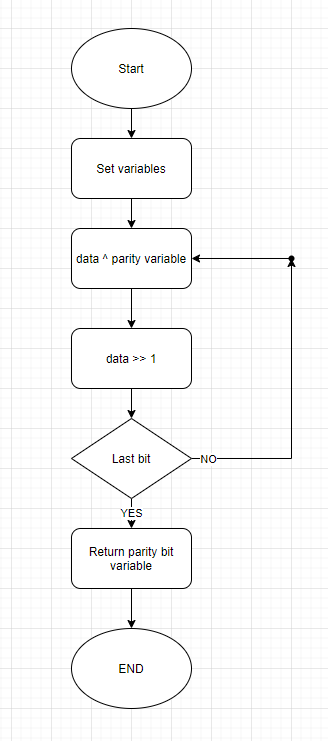 Start
Set variables
data ^ parity variable
data >> 1
Last bit
NO
YES
Return parity bit
variable
END